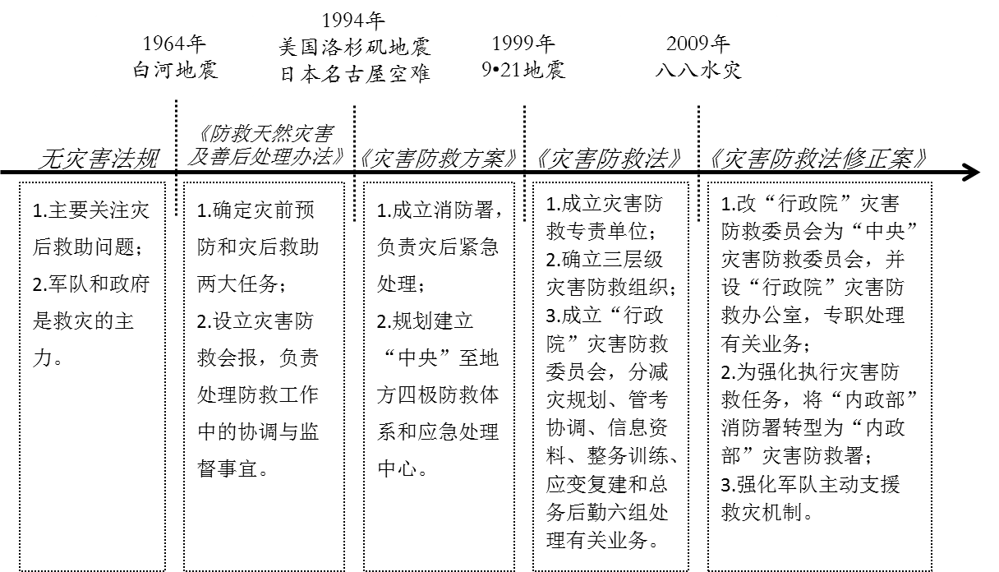 1964年
白河地震
1994年
美国洛杉矶地震
日本名古屋空难
1999年
9•21地震
2009年
八八水灾
无灾害法规
《防救天然灾害
及善后处理办法》
《灾害防救方案》
《灾害防救法》
《灾害防救法修正案》
1.主要关注灾
后救助问题；
2.军队和政府
是救灾的主
力。
1.确定灾前预
防和灾后救助
两大任务；
2.设立灾害防
救会报，负责
处理防救工作
中的协调与监
督事宜。
1.成立消防署，
负责灾后紧急
处理；
2.规划建立
“中央”至地
方四极防救体
系和应急处理
中心。
1.成立灾害防
救专责单位；
2.确立三层级
灾害防救组织；
3.成立“行政
院”灾害防救
委员会，分减
灾规划、管考
协调、信息资
料、整务训练、
应变复建和总
务后勤六组处
理有关业务。
1.改“行政院”灾害
防救委员会为“中央”
灾害防救委员会，并
设“行政院”灾害防
救办公室，专职处理
有关业务；
2.为强化执行灾害防
救任务，将“内政部”
消防署转型为“内政
部”灾害防救署；
3.强化军队主动支援
救灾机制。